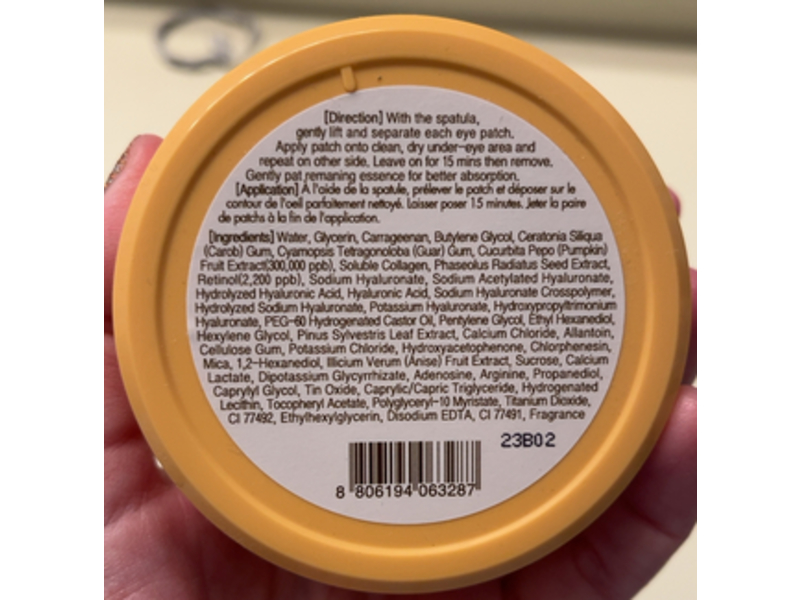 [Direction] With the spatula,
gently lift and separate each eye patch.
Apply patch onto clean, dry under-eye area and
repeat on other side. Leave on for 15 mins then remove.
Gently pat remaning essence for better absorption.
[Application] À l'aide de la spatule, prélever le patch et déposer sur le
contour de l'oeil parfaitement nettoyé. Laisser poser 15 minutes. Jeter la paire
de patchs à la fin de l'application.
[Ingredients] Water, Glycerin, Carrageenan, Butylene Glycol, Ceratonia Siliqua
(Carob) Gum, Cyamopsis Tetragonoloba (Guar) Gum, Cucurbita Pepo (Pumpkin)
Fruit Extract(300,000 ppb), Soluble Collagen, Phaseolus Radiatus Seed Extract,
Retinol(2,200 ppb), Sodium Hyaluronate, Sodium Acetylated Hyaluronate,
Hydrolyzed Hyaluronic Acid, Hyaluronic Acid, Sodium Hyaluronate Crosspolymer,
Hydrolyzed Sodium Hyaluronate, Potassium Hyaluronate, Hydroxypropyltrimonium
Hyaluronate, PEG-60 Hydrogenated Castor Oil, Pentylene Glycol, Ethyl Hexanediol,
Hexylene Glycol, Pinus Sylvestris Leaf Extract, Calcium Chloride, Allantoin,
Cellulose Gum, Potassium Chloride, Hydroxyacetophenone, Chlorphenesin,
Mica, 1,2-Hexanediol, Illicium Verum (Anise) Fruit Extract, Sucrose, Calcium
Lactate, Dipotassium Glycyrrhizate, Adenosine, Arginine, Propanediol,
Caprylyl Glycol, Tin Oxide, Caprylic/Capric Triglyceride, Hydrogenated
Lecithin, Tocopheryl Acetate, Polyglyceryl-10 Myristate, Titanium Dioxide,
CI 77492, Ethylhexylglycerin, Disodium EDTA, CI 77491, Fragrance
23B02
8 806194 063287